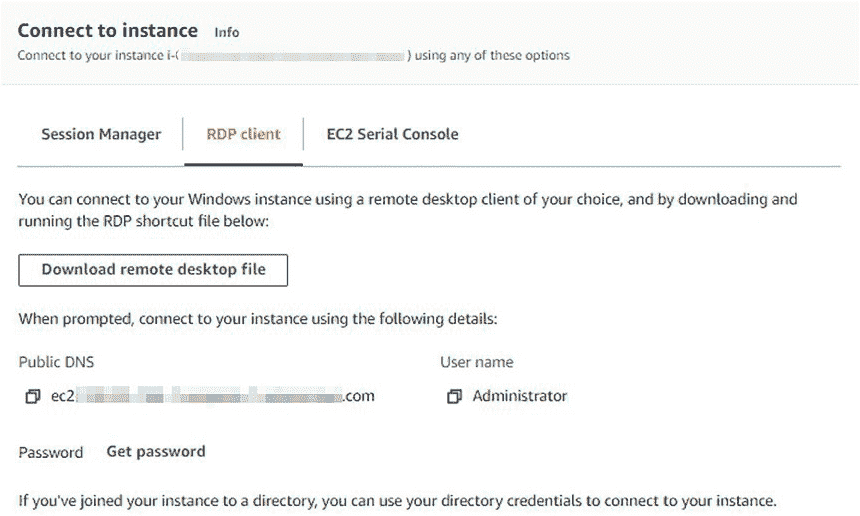 Connect to instance Info
Connect to your instance i-( ) using any of these options
Session Manager RDP client EC2 Serial Console
You can connect to your Windows instance using a remote desktop client of your choice, and by downloading and
running the RDP shortcut file below:
Download remote desktop file
When prompted, connect to your instance using the following details:
Public DNS User name
ec2 .com Administrator
Password Get password
If you've joined your instance to a directory, you can use your directory credentials to connect to your instance.